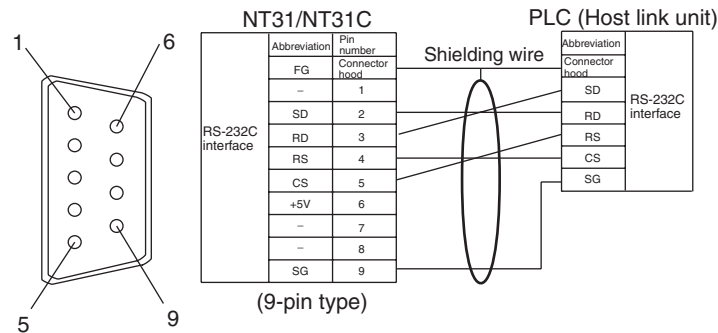 NT31/NT31C
PLC (Host link unit)
1
6
5
9
RS-232C
interface
Abbreviation
Pin
number
FG
Connector
hood
–
1
SD
2
RD
3
RS
4
CS
5
+5V
6
–
7
–
8
SG
9
(9-pin type)
Shielding wire
Abbreviation
Connector
hood
SD
RD
RS
CS
SG
RS-232C
interface